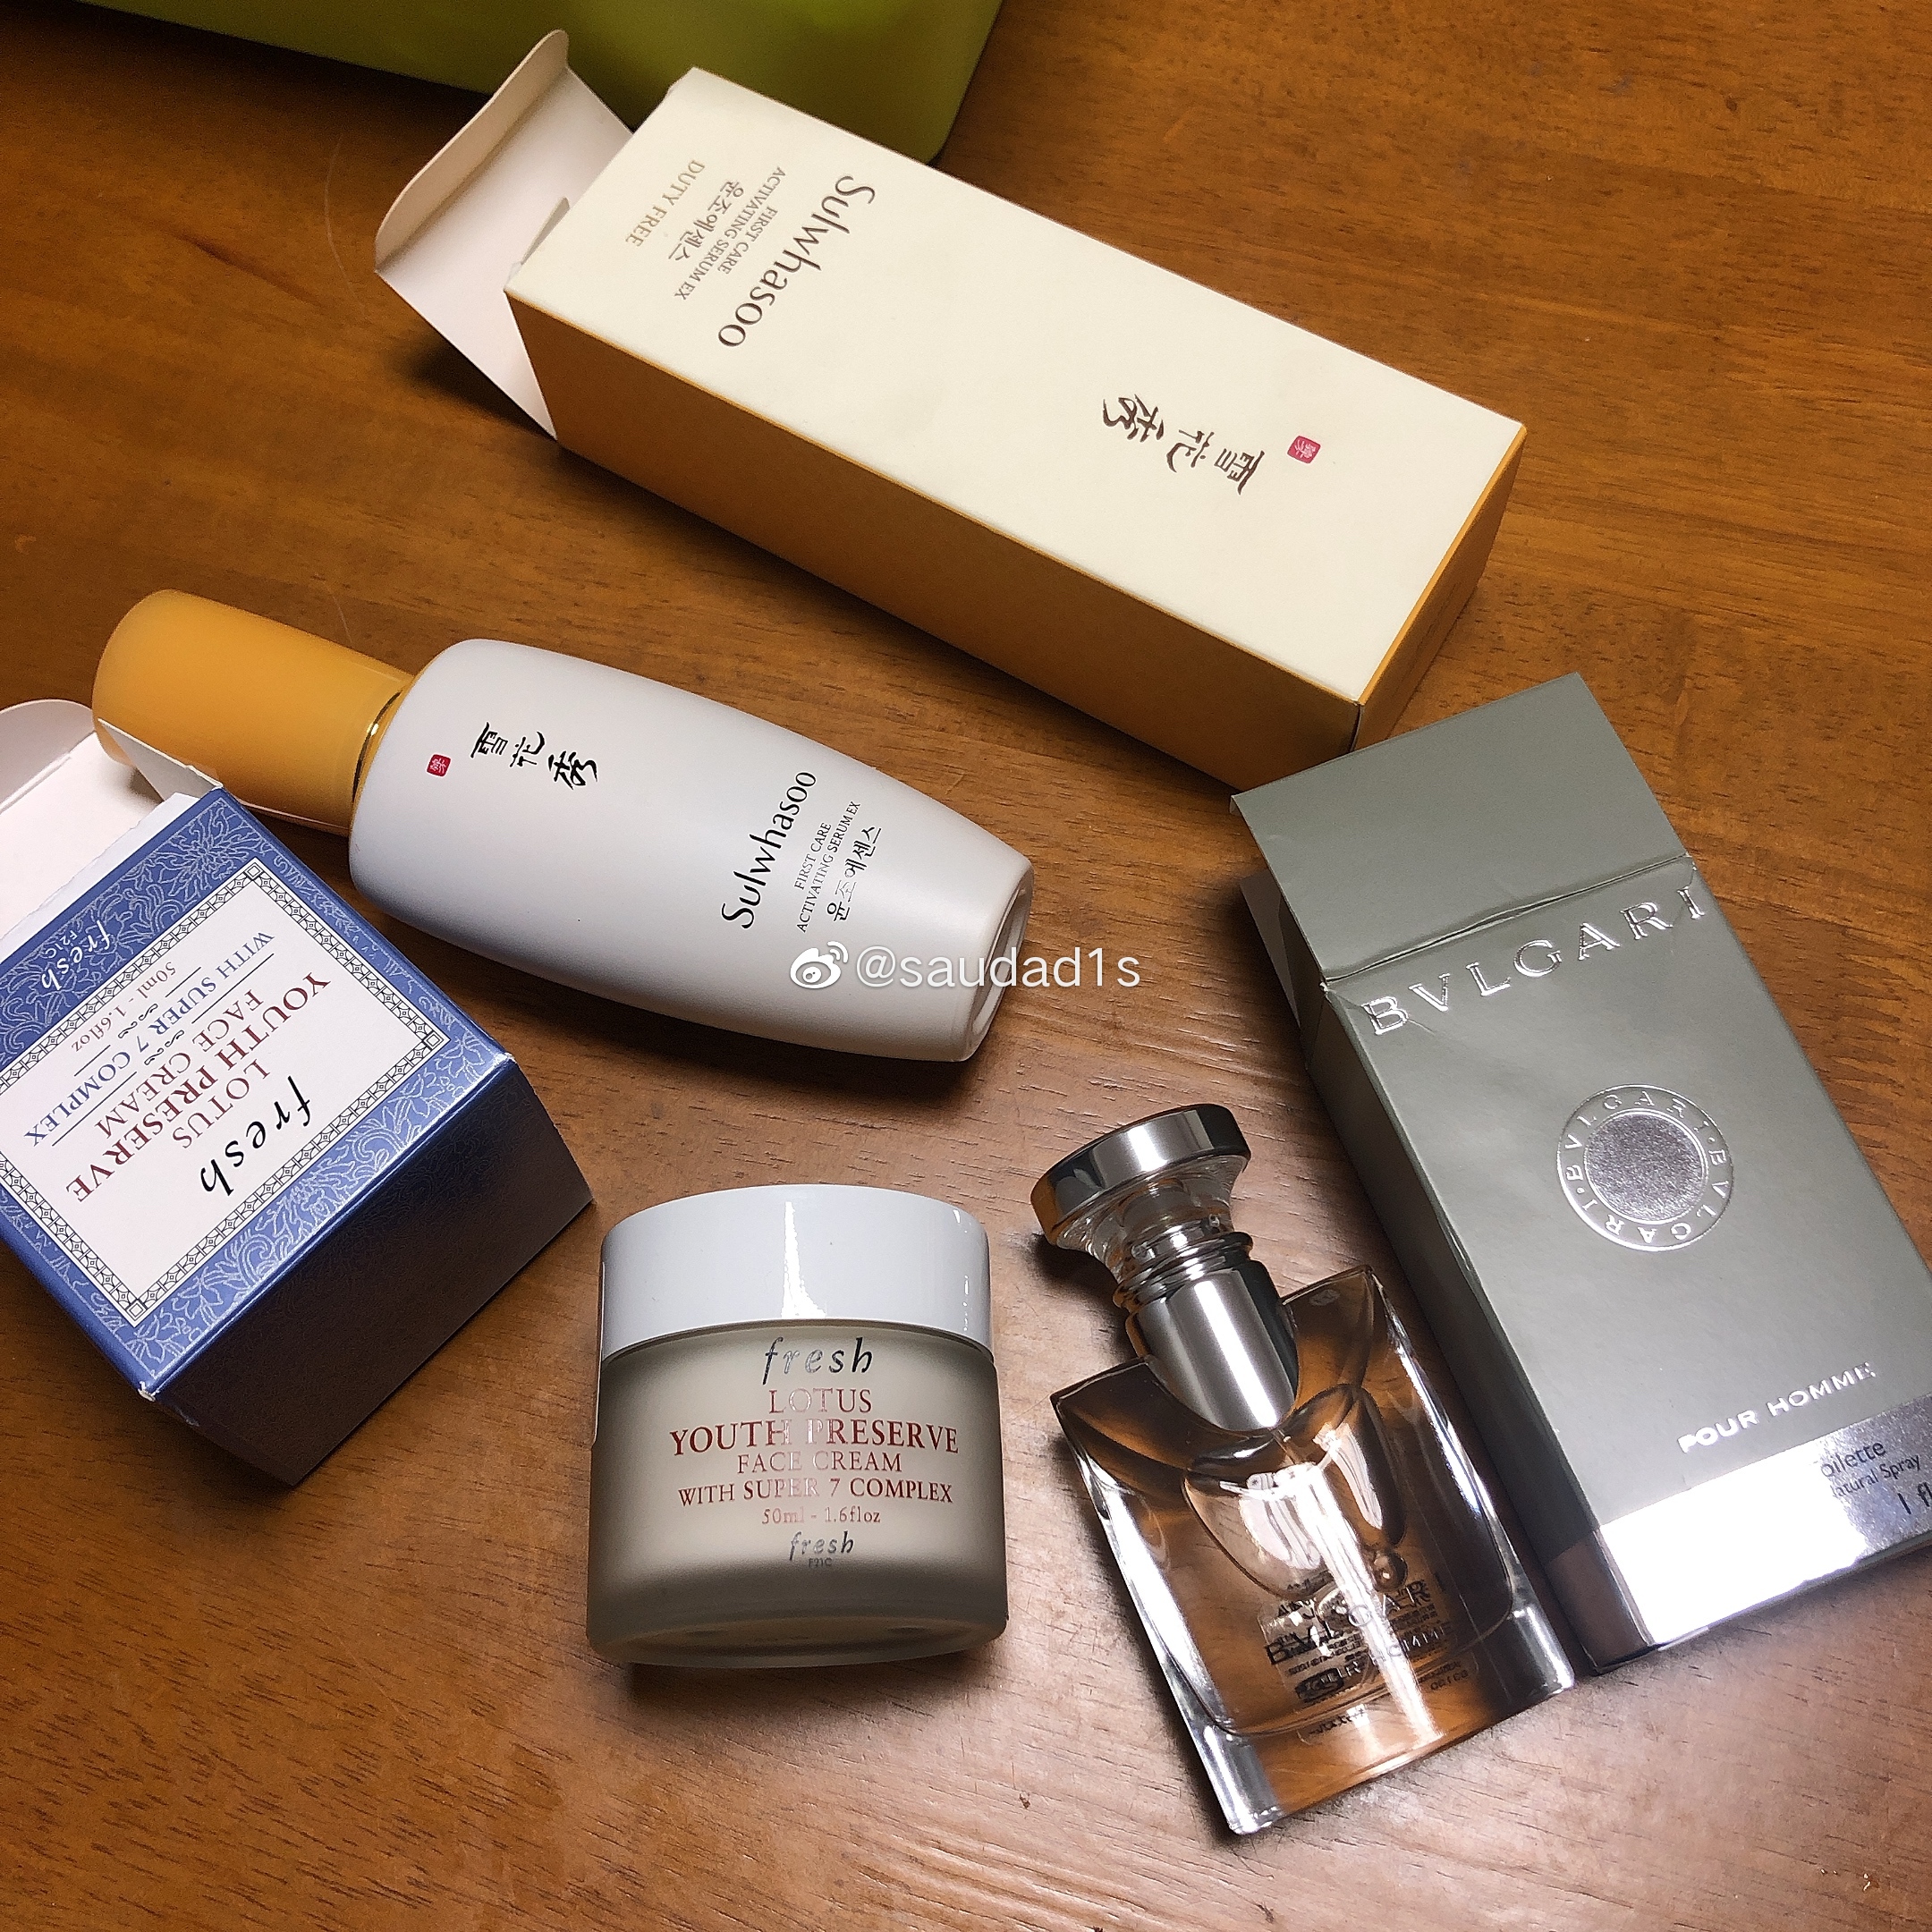 Sulwhasoo
FIRST CARE
ACTIVATING SERUM EX
윤조에센스
DUTY FREE
雪花秀
雪花秀
Sulwhasoo
FIRST CARE
ACTIVATING SERUM EX
윤조에센스
fresh
LOTUS
YOUTH PRESERVE
FACE CREAM
WITH SUPER 7 COMPLEX
50ml - 1.6floz
fresh
F21C
@saudad1s
BVLGARI
BVLGARI · BVLGARI ·
POUR HOMME
Natural Spray
fresh
LOTUS
YOUTH PRESERVE
FACE CREAM
WITH SUPER 7 COMPLEX
50ml - 1.6floz
fresh
F21C
BVLGARI